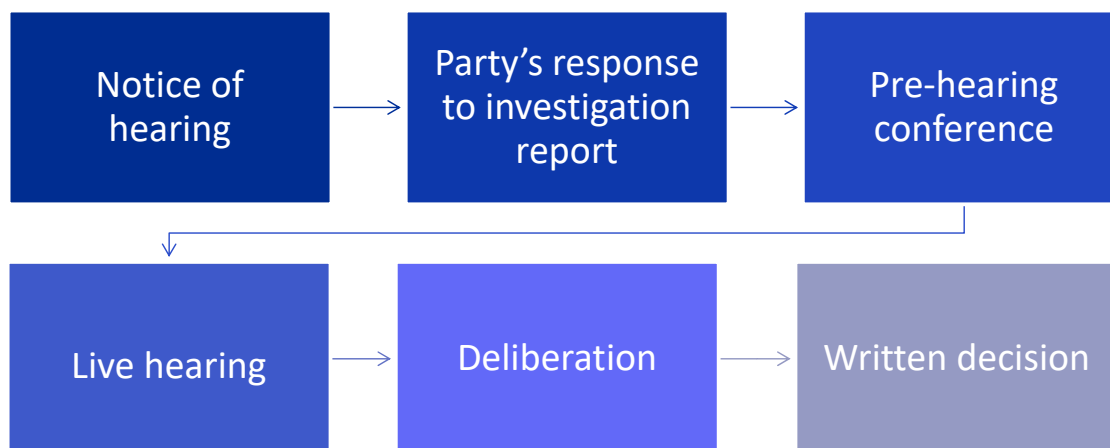 Notice of
hearing
Party’s response
to investigation
report
Pre-hearing
conference
Live hearing
Deliberation
Written decision